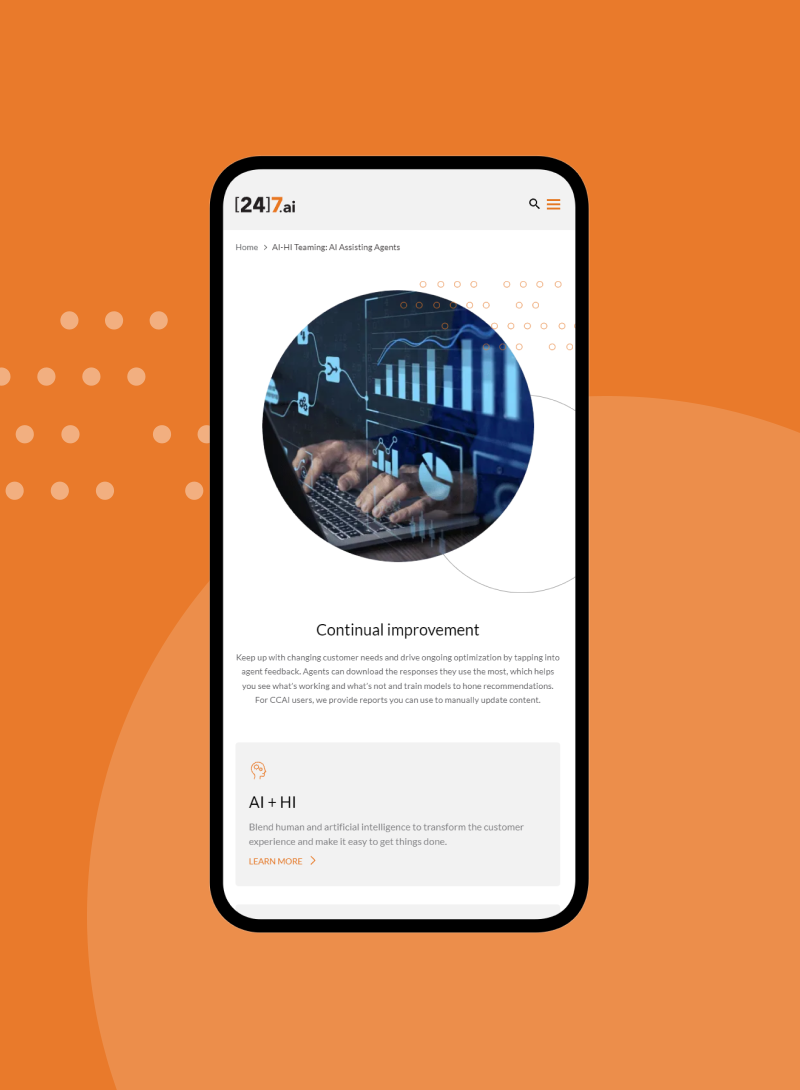 [24]7.ai
Home > AI-HI Teaming: AI Assisting Agents
Continual improvement
Keep up with changing customer needs and drive ongoing optimization by tapping into
agent feedback. Agents can download the responses they use the most, which helps
you see what's working and what's not and train models to hone recommendations.
For CCAI users, we provide reports you can use to manually update content.
AI + HI
Blend human and artificial intelligence to transform the customer
experience and make it easy to get things done.
LEARN MORE >